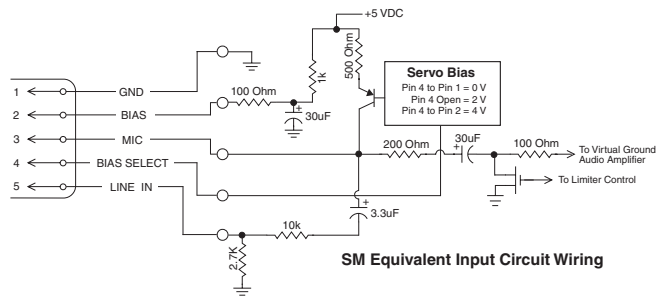 +5 VDC
500 Ohm
1k
Servo Bias
Pin 4 to Pin 1 = 0 V
Pin 4 Open = 2 V
Pin 4 to Pin 2 = 4 V
1
GND
100 Ohm
2
BIAS
+
30uF
3
MIC
200 Ohm
30uF
+
100 Ohm
To Virtual Ground
Audio Amplifier
4
BIAS SELECT
To Limiter Control
5
LINE IN
+
3.3uF
10k
2.7K
SM Equivalent Input Circuit Wiring